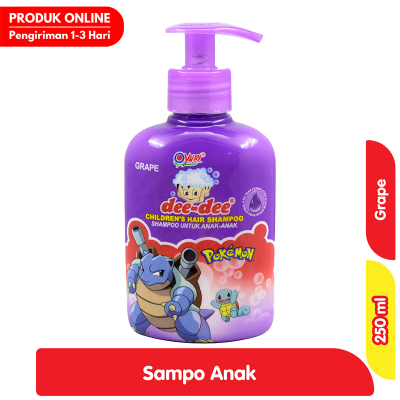 PRODUK ONLINE
Pengiriman 1-3 Hari
YURI
GRAPE
dee-dee
CHILDREN'S HAIR SHAMPOO
SHAMPOO UNTUK ANAK-ANAK
POKéMON
Grape
250 ml
Sampo Anak